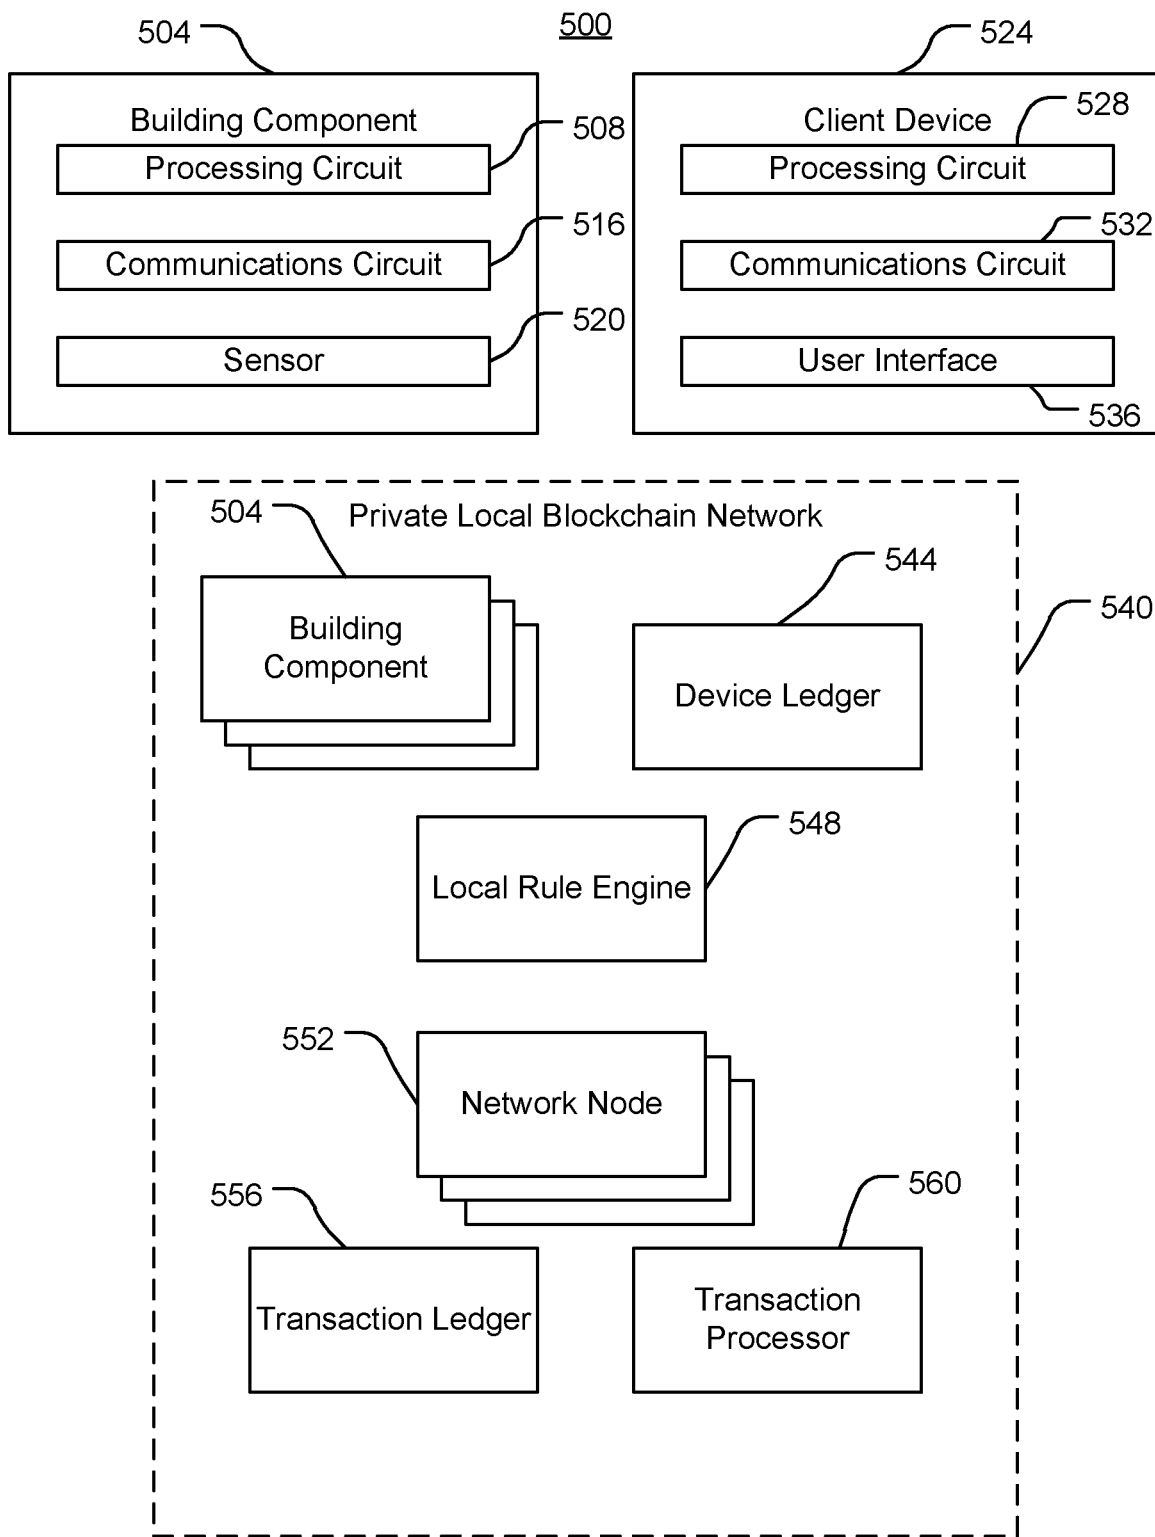 500
504
524
Building Component
Processing Circuit
508
Communications Circuit
516
Sensor
520
Client Device
528
Processing Circuit
532
Communications Circuit
User Interface
536
Private Local Blockchain Network
504
Building
Component
544
Device Ledger
540
548
Local Rule Engine
552
Network Node
556
Transaction Ledger
560
Transaction
Processor